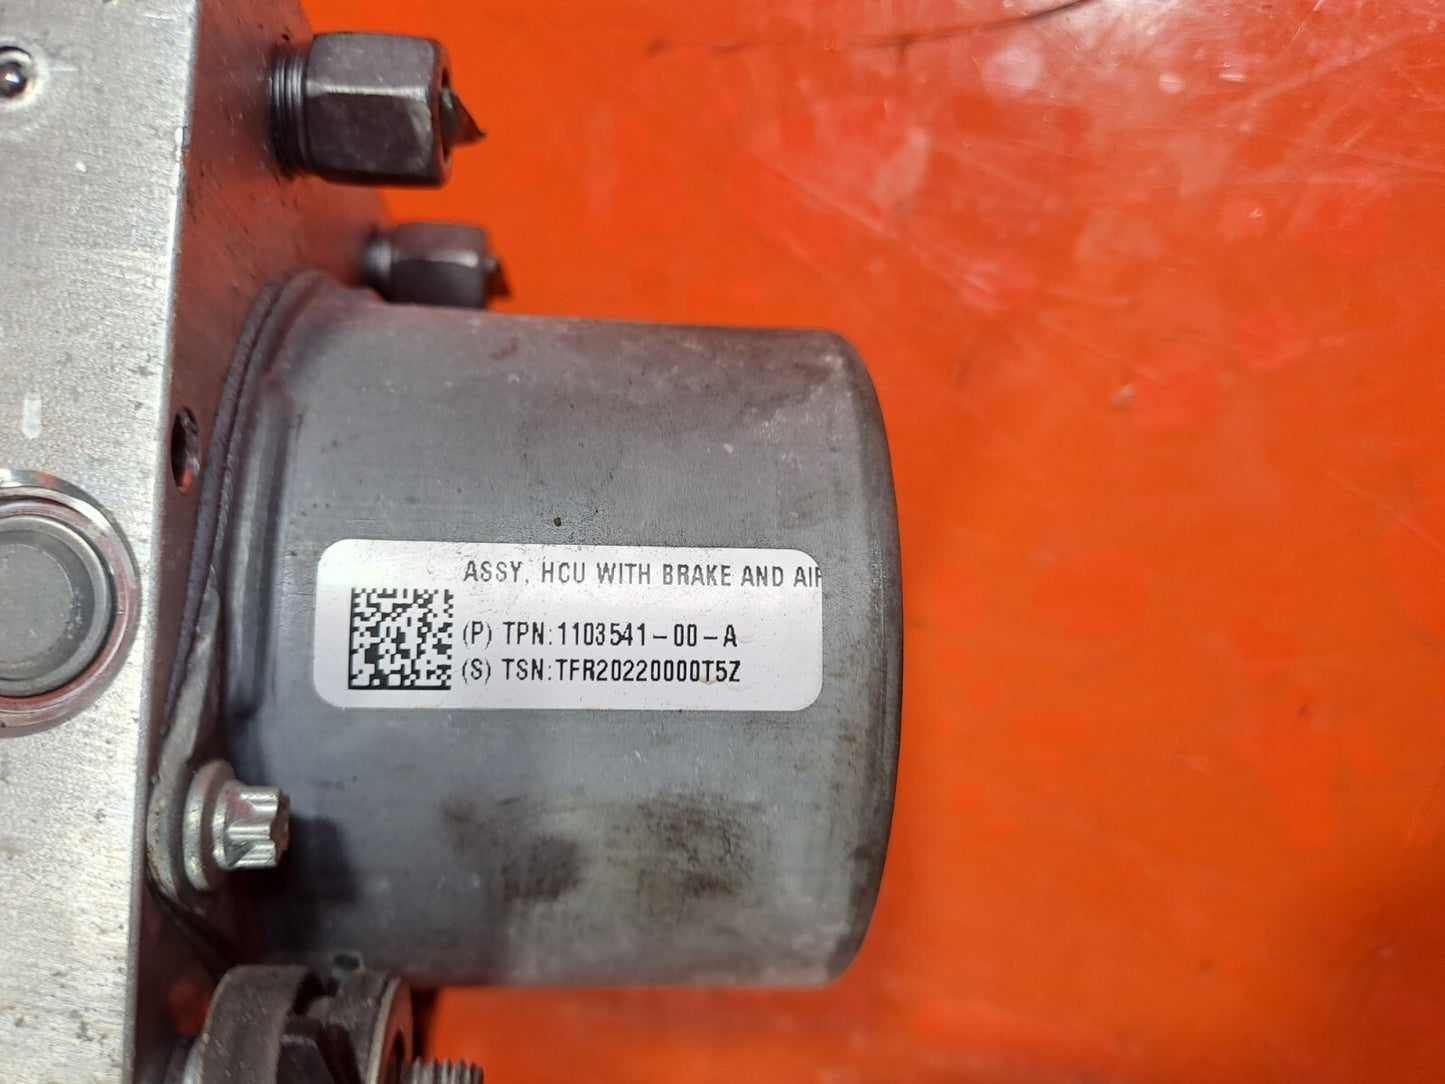 ASSY, HCU WITH BRAKE AND AIR
(P) TPN:1103541-00-A
(S) TSN:TFR20220000T5Z